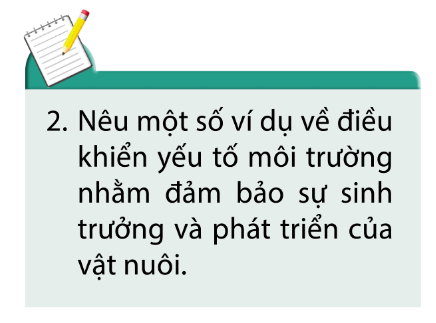 2. Nêu một số ví dụ về điều
khiển yếu tố môi trường
nhằm đảm bảo sự sinh
trưởng và phát triển của
vật nuôi.